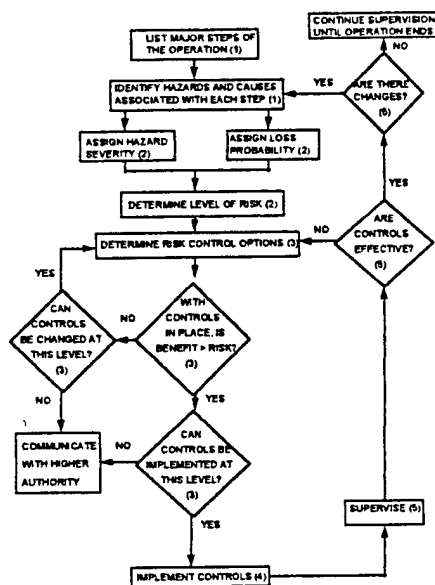 CONTINUE SUPERVISION
UNTIL OPERATION ENDS
LIST MAJOR STEPS OF
THE OPERATION (1)
NO
IDENTIFY HAZARDS AND CAUSES
ASSOCIATED WITH EACH STEP (1)
YES
ARE THERE
CHANGES?
(5)
ASSIGN HAZARD
SEVERITY (2)
ASSIGN LOSS
PROBABILITY (2)
YES
DETERMINE LEVEL OF RISK (2)
DETERMINE RISK CONTROL OPTIONS (3)
NO
ARE
CONTROLS
EFFECTIVE?
(5)
YES
CAN
CONTROLS
BE CHANGED AT
THIS LEVEL?
(3)
NO
WITH
CONTROLS
IN PLACE, IS
BENEFIT > RISK?
(3)
NO
YES
COMMUNICATE
WITH HIGHER
AUTHORITY
NO
CAN
CONTROLS BE
IMPLEMENTED AT
THIS LEVEL?
(3)
YES
SUPERVISE (5)
IMPLEMENT CONTROLS (4)